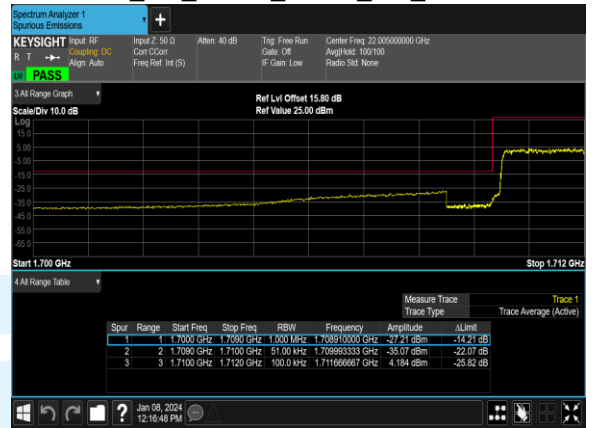 Spectrum Analyzer 1
Spurious Emissions
+
KEYSIGHT Input: RF Input Z: 50 Ω Atten: 40 dB Trig: Free Run Center Freq: 22.005000000 GHz
R T Coupling: DC Corr CCorr Gate: Off Avg|Hold: 100/100
Align: Auto Freq Ref: Int (S) IF Gain: Low Radio Std: None
PASS
3 All Range Graph Ref Lvl Offset 15.80 dB
Scale/Div 10.0 dB Ref Value 25.00 dBm
Log
15.0
5.00
-5.00
-15.0
-25.0
-35.0
-45.0
-55.0
-65.0
Start 1.700 GHz Stop 1.712 GHz
4 All Range Table
Measure Trace Trace 1
Trace Type Trace Average (Active)
Spur Range Start Freq Stop Freq RBW Frequency Amplitude ΔLimit
1 1 1.7000 GHz 1.7090 GHz 1.000 MHz 1.708910000 GHz -27.21 dBm -14.21 dB
2 2 1.7090 GHz 1.7100 GHz 51.00 kHz 1.709993333 GHz -35.07 dBm -22.07 dB
3 3 1.7100 GHz 1.7120 GHz 100.0 kHz 1.711666667 GHz 4.184 dBm -25.82 dB
? Jan 08, 2024
12:16:48 PM